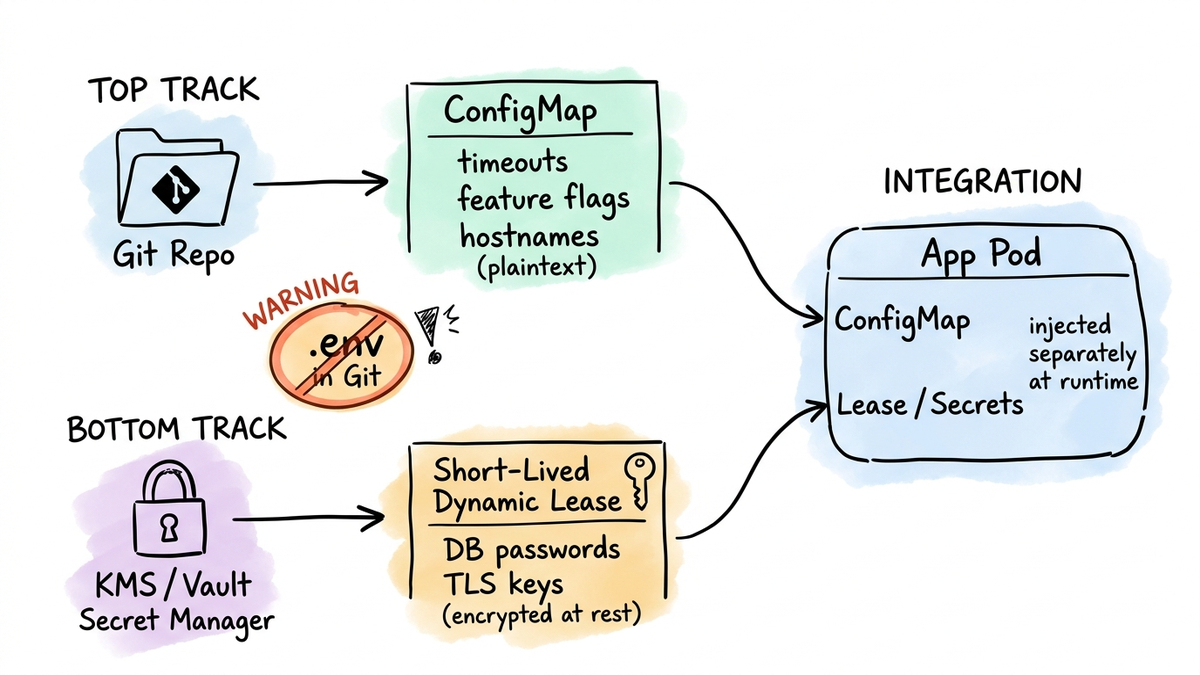 TOP TRACK
Git Repo
ConfigMap
timeouts
feature flags
hostnames
(plaintext)
WARNING
.env
in Git
BOTTOM TRACK
KMS / Vault
Secret Manager
Short-Lived
Dynamic Lease
DB passwords
TLS keys
(encrypted at rest)
INTEGRATION
App Pod
ConfigMap
injected
separately
at runtime
Lease / Secrets